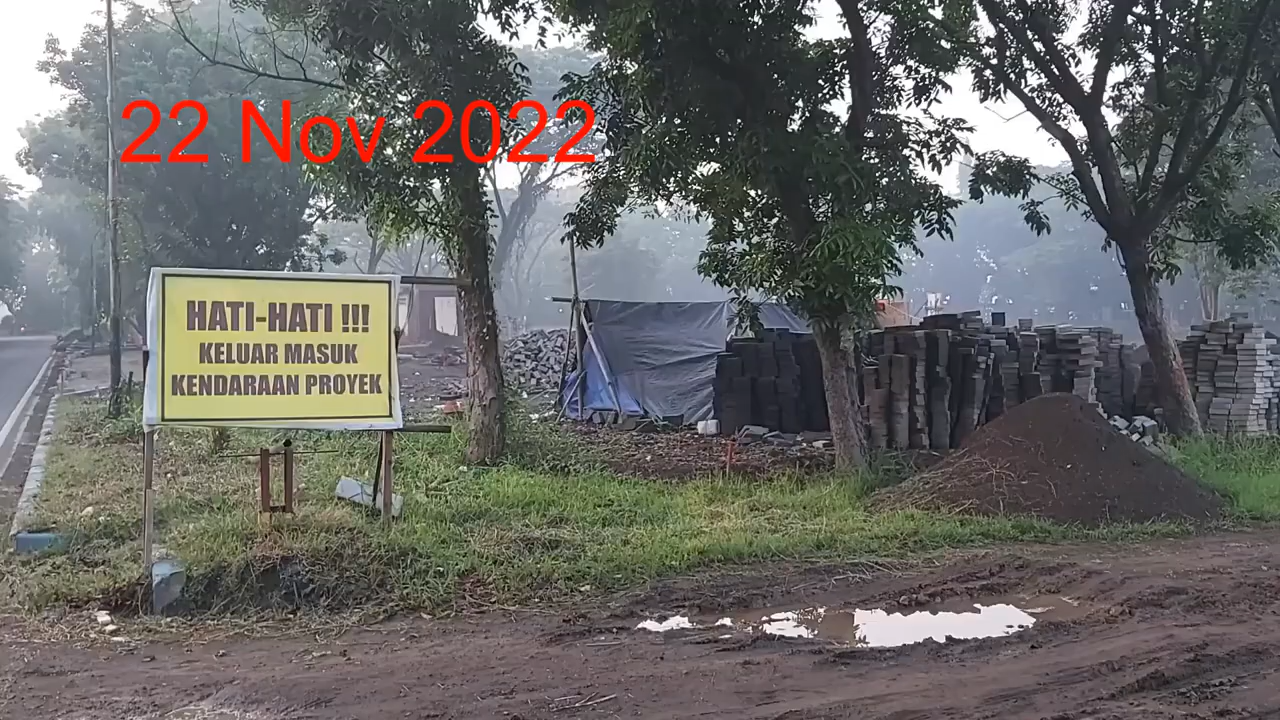 22 Nov 2022
HATI-HATI !!!
KELUAR MASUK
KENDARAAN PROYEK